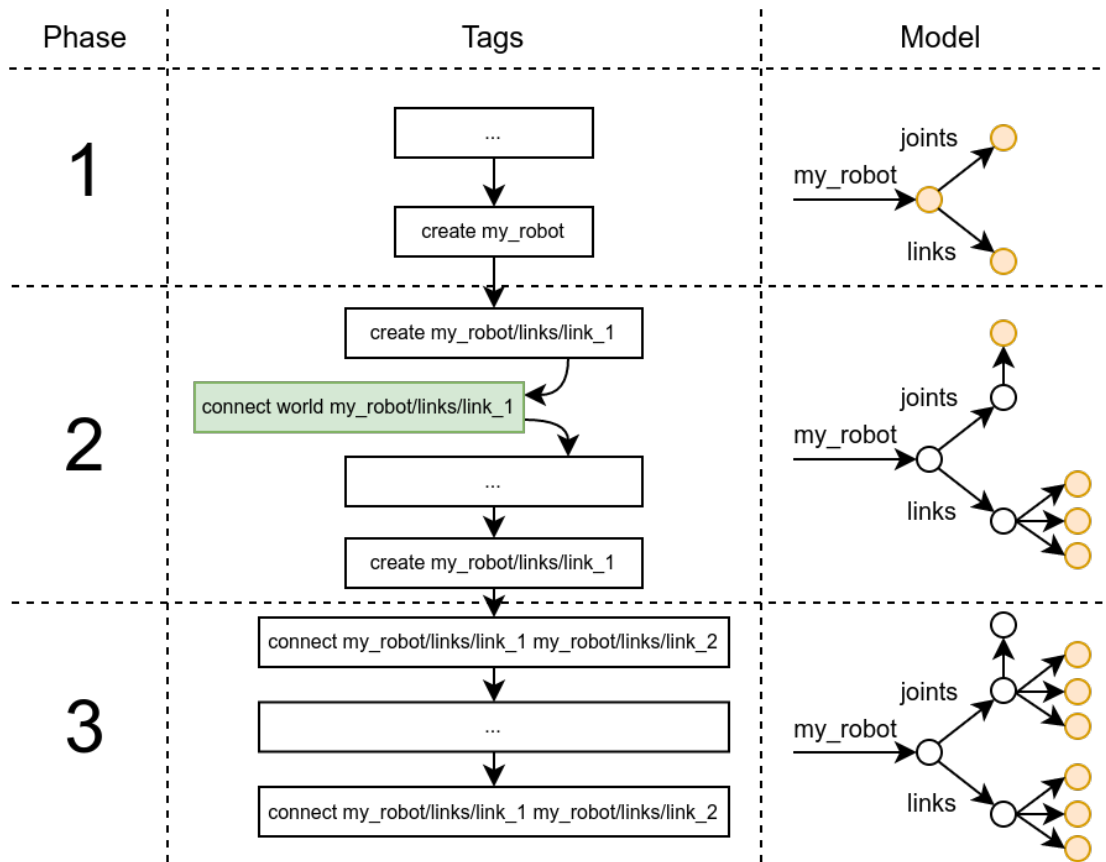 Phase
Tags
Model
1
...
create my_robot
joints
my_robot
links
2
create my_robot/links/link_1
connect world my_robot/links/link_1
...
create my_robot/links/link_1
joints
my_robot
links
3
connect my_robot/links/link_1 my_robot/links/link_2
...
connect my_robot/links/link_1 my_robot/links/link_2
joints
my_robot
links